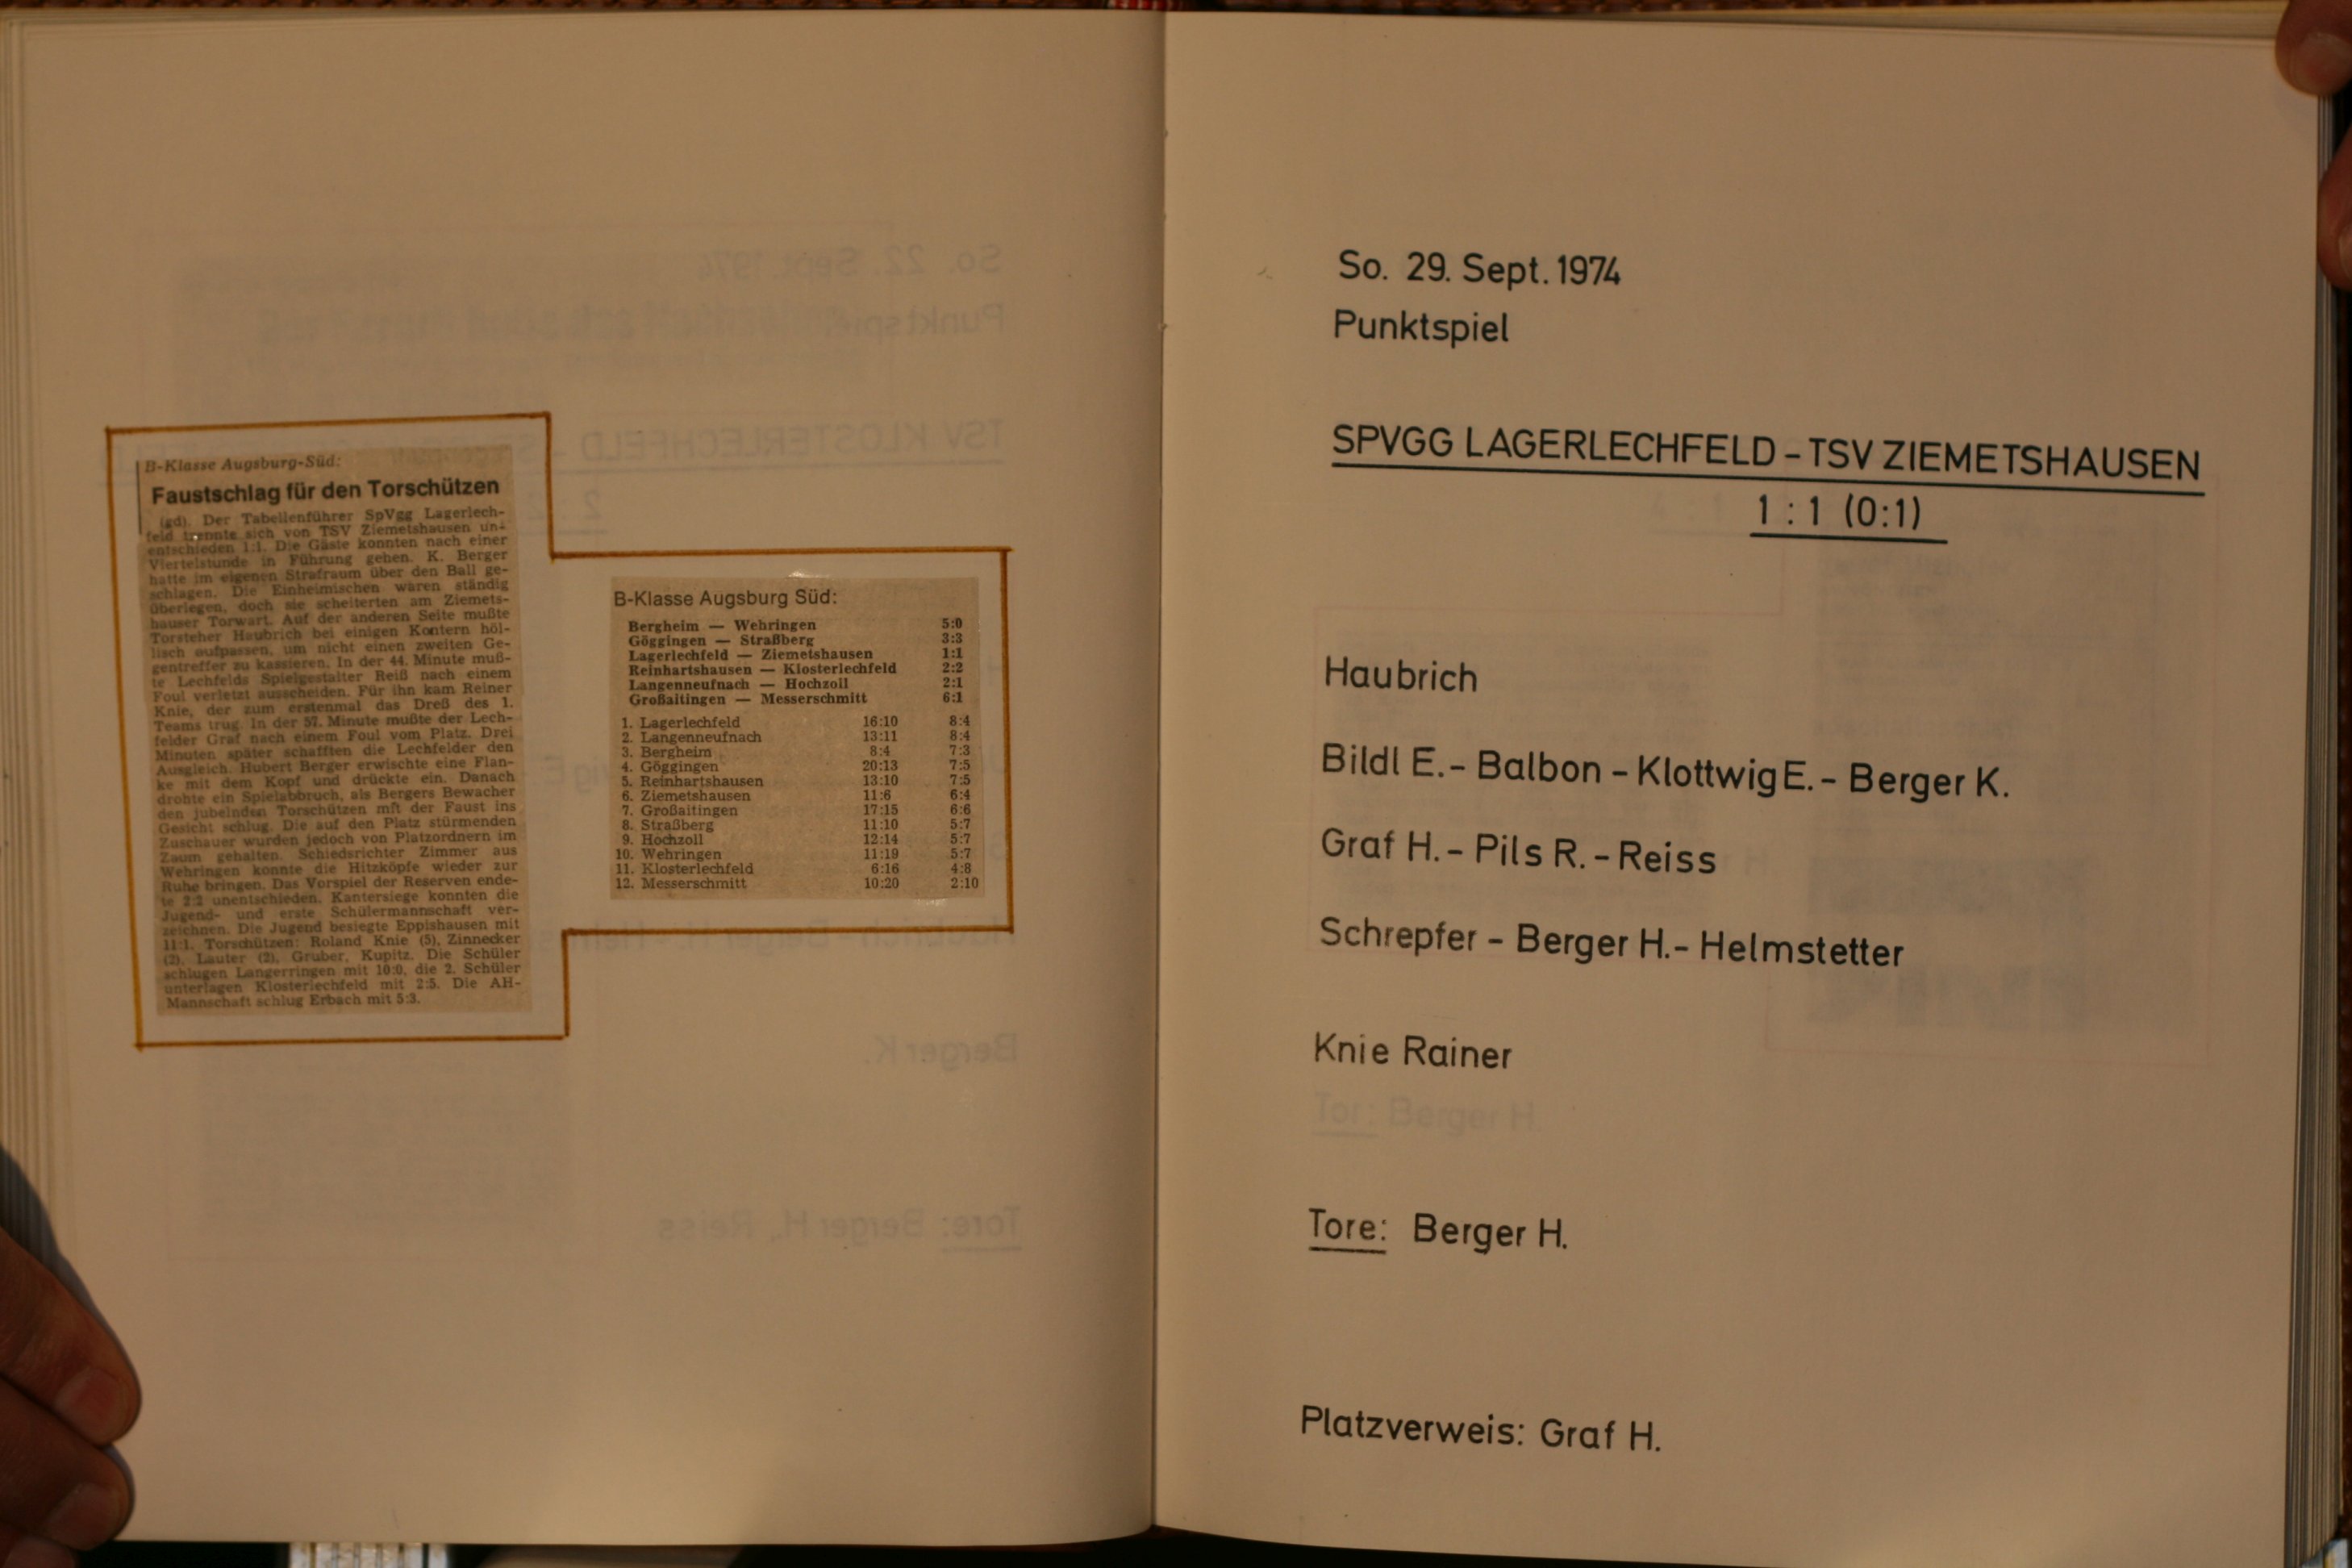 B-Klasse Augsburg-Süd:
Faustschlag für den Torschützen
(gd). Der Tabellenführer SpVgg Lagerlech-
feld trennte sich von TSV Ziemetshausen un-
entschieden 1:1. Die Gäste konnten nach einer
Viertelstunde in Führung gehen. K. Berger
hatte im eigenen Strafraum über den Ball ge-
schlagen. Die Einheimischen waren ständig
überlegen, doch sie scheiterten am Ziemets-
hauser Torwart. Auf der anderen Seite mußte
Torsteher Haubrich bei einigen Kontern höl-
lisch aufpassen, um nicht einen zweiten Ge-
gentreffer zu kassieren. In der 44. Minute muß-
te Lechfelds Spielgestalter Reiß nach einem
Foul verletzt ausscheiden. Für ihn kam Reiner
Knie, der zum erstenmal das Dreß des 1.
Teams trug. In der 57. Minute mußte der Lech-
felder Graf nach einem Foul vom Platz. Drei
Minuten später schafften die Lechfelder den
Ausgleich. Hubert Berger erwischte eine Flan-
ke mit dem Kopf und drückte ein. Danach
drohte ein Spielabbruch, als Bergers Bewacher
den jubelnden Torschützen mit der Faust ins
Gesicht schlug. Die auf den Platz stürmenden
Zuschauer wurden jedoch von Platzordnern im
Zaum gehalten. Schiedsrichter Zimmer aus
Wehringen konnte die Hitzköpfe wieder zur
Ruhe bringen. Das Vorspiel der Reserven ende-
te 2:2 unentschieden. Kantersiege konnten die
Jugend- und erste Schülermannschaft ver-
zeichnen. Die Jugend besiegte Eppishausen mit
11:1. Torschützen: Roland Knie (5), Zinnecker
(2), Lauter (2), Gruber, Kupitz. Die Schüler
schlugen Langerringen mit 10:0, die 2. Schüler
unterlagen Klosterlechfeld mit 2:5. Die AH-
Mannschaft schlug Erbach mit 5:3.
B-Klasse Augsburg Süd:
Bergheim — Wehringen 5:0
Göggingen — Straßberg 3:3
Lagerlechfeld — Ziemetshausen 1:1
Reinhartshausen — Klosterlechfeld 2:2
Langenneufnach — Hochzoll 2:1
Großaitingen — Messerschmitt 6:1
1. Lagerlechfeld 16:10 8:4
2. Langenneufnach 13:11 8:4
3. Bergheim 8:4 7:3
4. Göggingen 20:13 7:5
5. Reinhartshausen 13:10 7:5
6. Ziemetshausen 11:6 6:4
7. Großaitingen 17:15 6:6
8. Straßberg 11:10 5:7
9. Hochzoll 12:14 5:7
10. Wehringen 11:19 5:7
11. Klosterlechfeld 6:16 4:8
12. Messerschmitt 10:20 2:10
So. 29. Sept. 1974
Punktspiel
SPVGG LAGERLECHFELD - TSV ZIEMETSHAUSEN
1 : 1 (0:1)
Haubrich
Bildl E. - Balbon - Klottwig E. - Berger K.
Graf H. - Pils R. - Reiss
Schrepfer - Berger H. - Helmstetter
Knie Rainer
Tor: Berger H.
Tore: Berger H.
Platzverweis: Graf H.